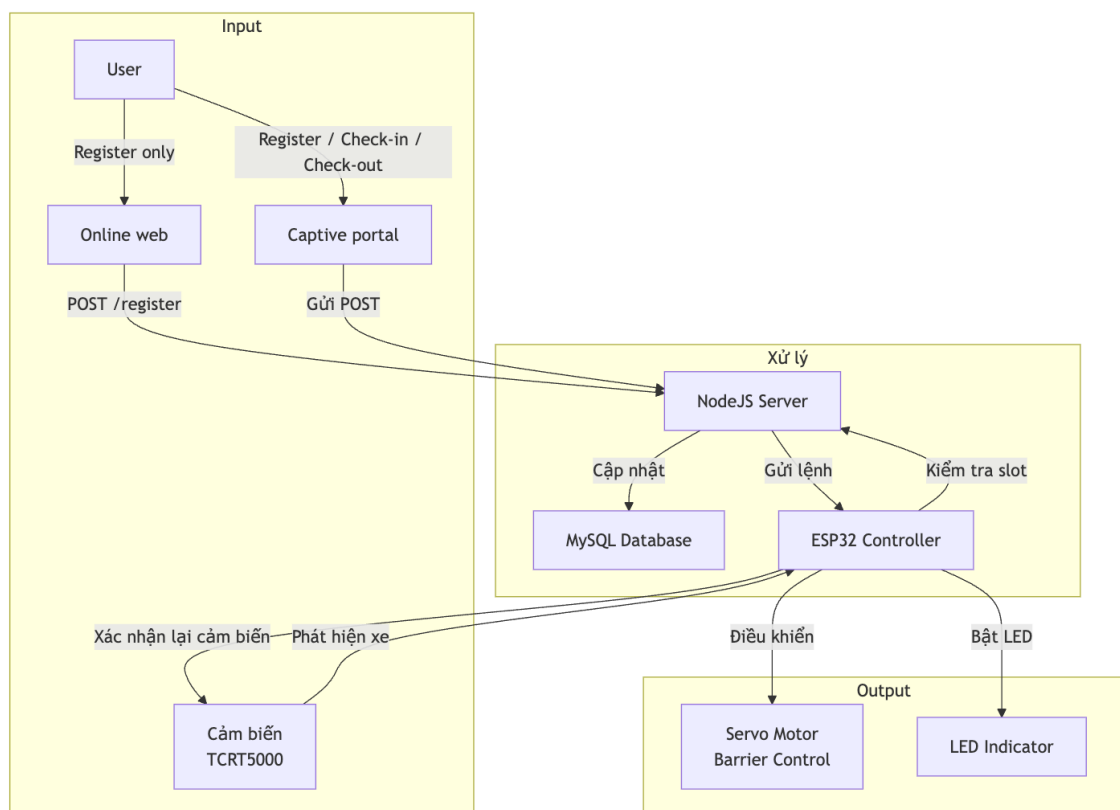 Input
User
Register only
Register / Check-in /
Check-out
Online web
Captive portal
POST /register
Gửi POST
Xử lý
NodeJS Server
Cập nhật
Gửi lệnh
Kiểm tra slot
MySQL Database
ESP32 Controller
Xác nhận lại cảm biến
Phát hiện xe
Điều khiển
Bật LED
Cảm biến
TCRT5000
Output
Servo Motor
Barrier Control
LED Indicator